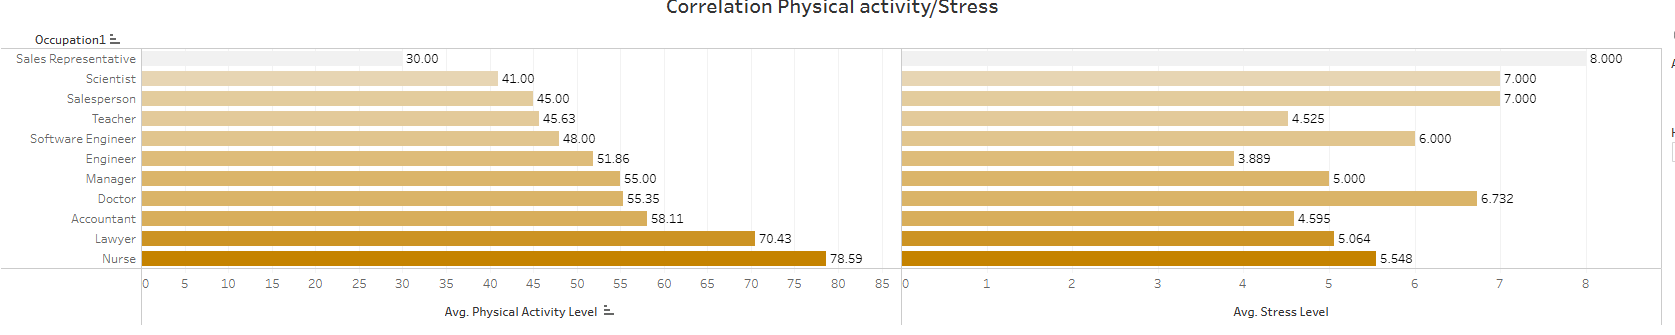 Correlation Physical activity/Stress
Occupation1
Sales Representative 30.00 8.000
Scientist 41.00 7.000
Salesperson 45.00 7.000
Teacher 45.63 4.525
Software Engineer 48.00 6.000
Engineer 51.86 3.889
Manager 55.00 5.000
Doctor 55.35 6.732
Accountant 58.11 4.595
Lawyer 70.43 5.064
Nurse 78.59 5.548
0 5 10 15 20 25 30 35 40 45 50 55 60 65 70 75 80 85 0 1 2 3 4 5 6 7 8
Avg. Physical Activity Level Avg. Stress Level